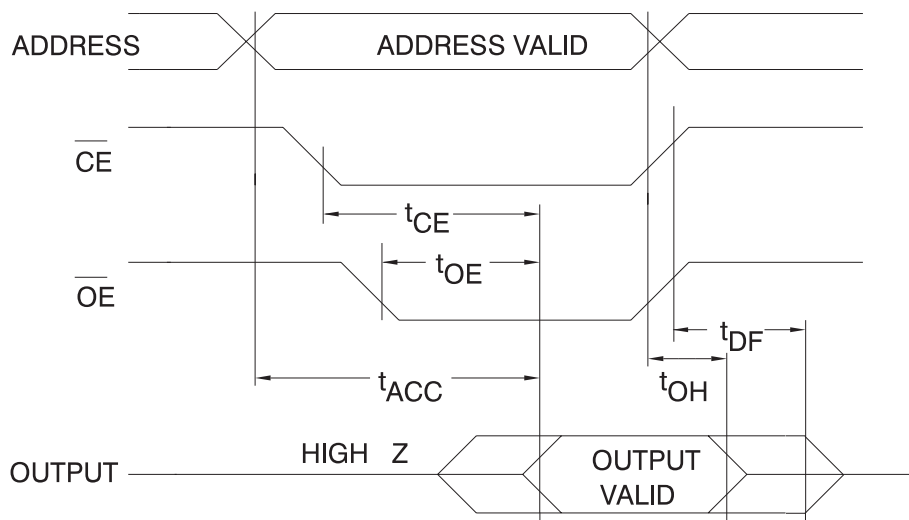 ADDRESS
ADDRESS VALID
CE
tCE
tOE
OE
tDF
tACC
tOH
HIGH Z
OUTPUT
OUTPUT
VALID